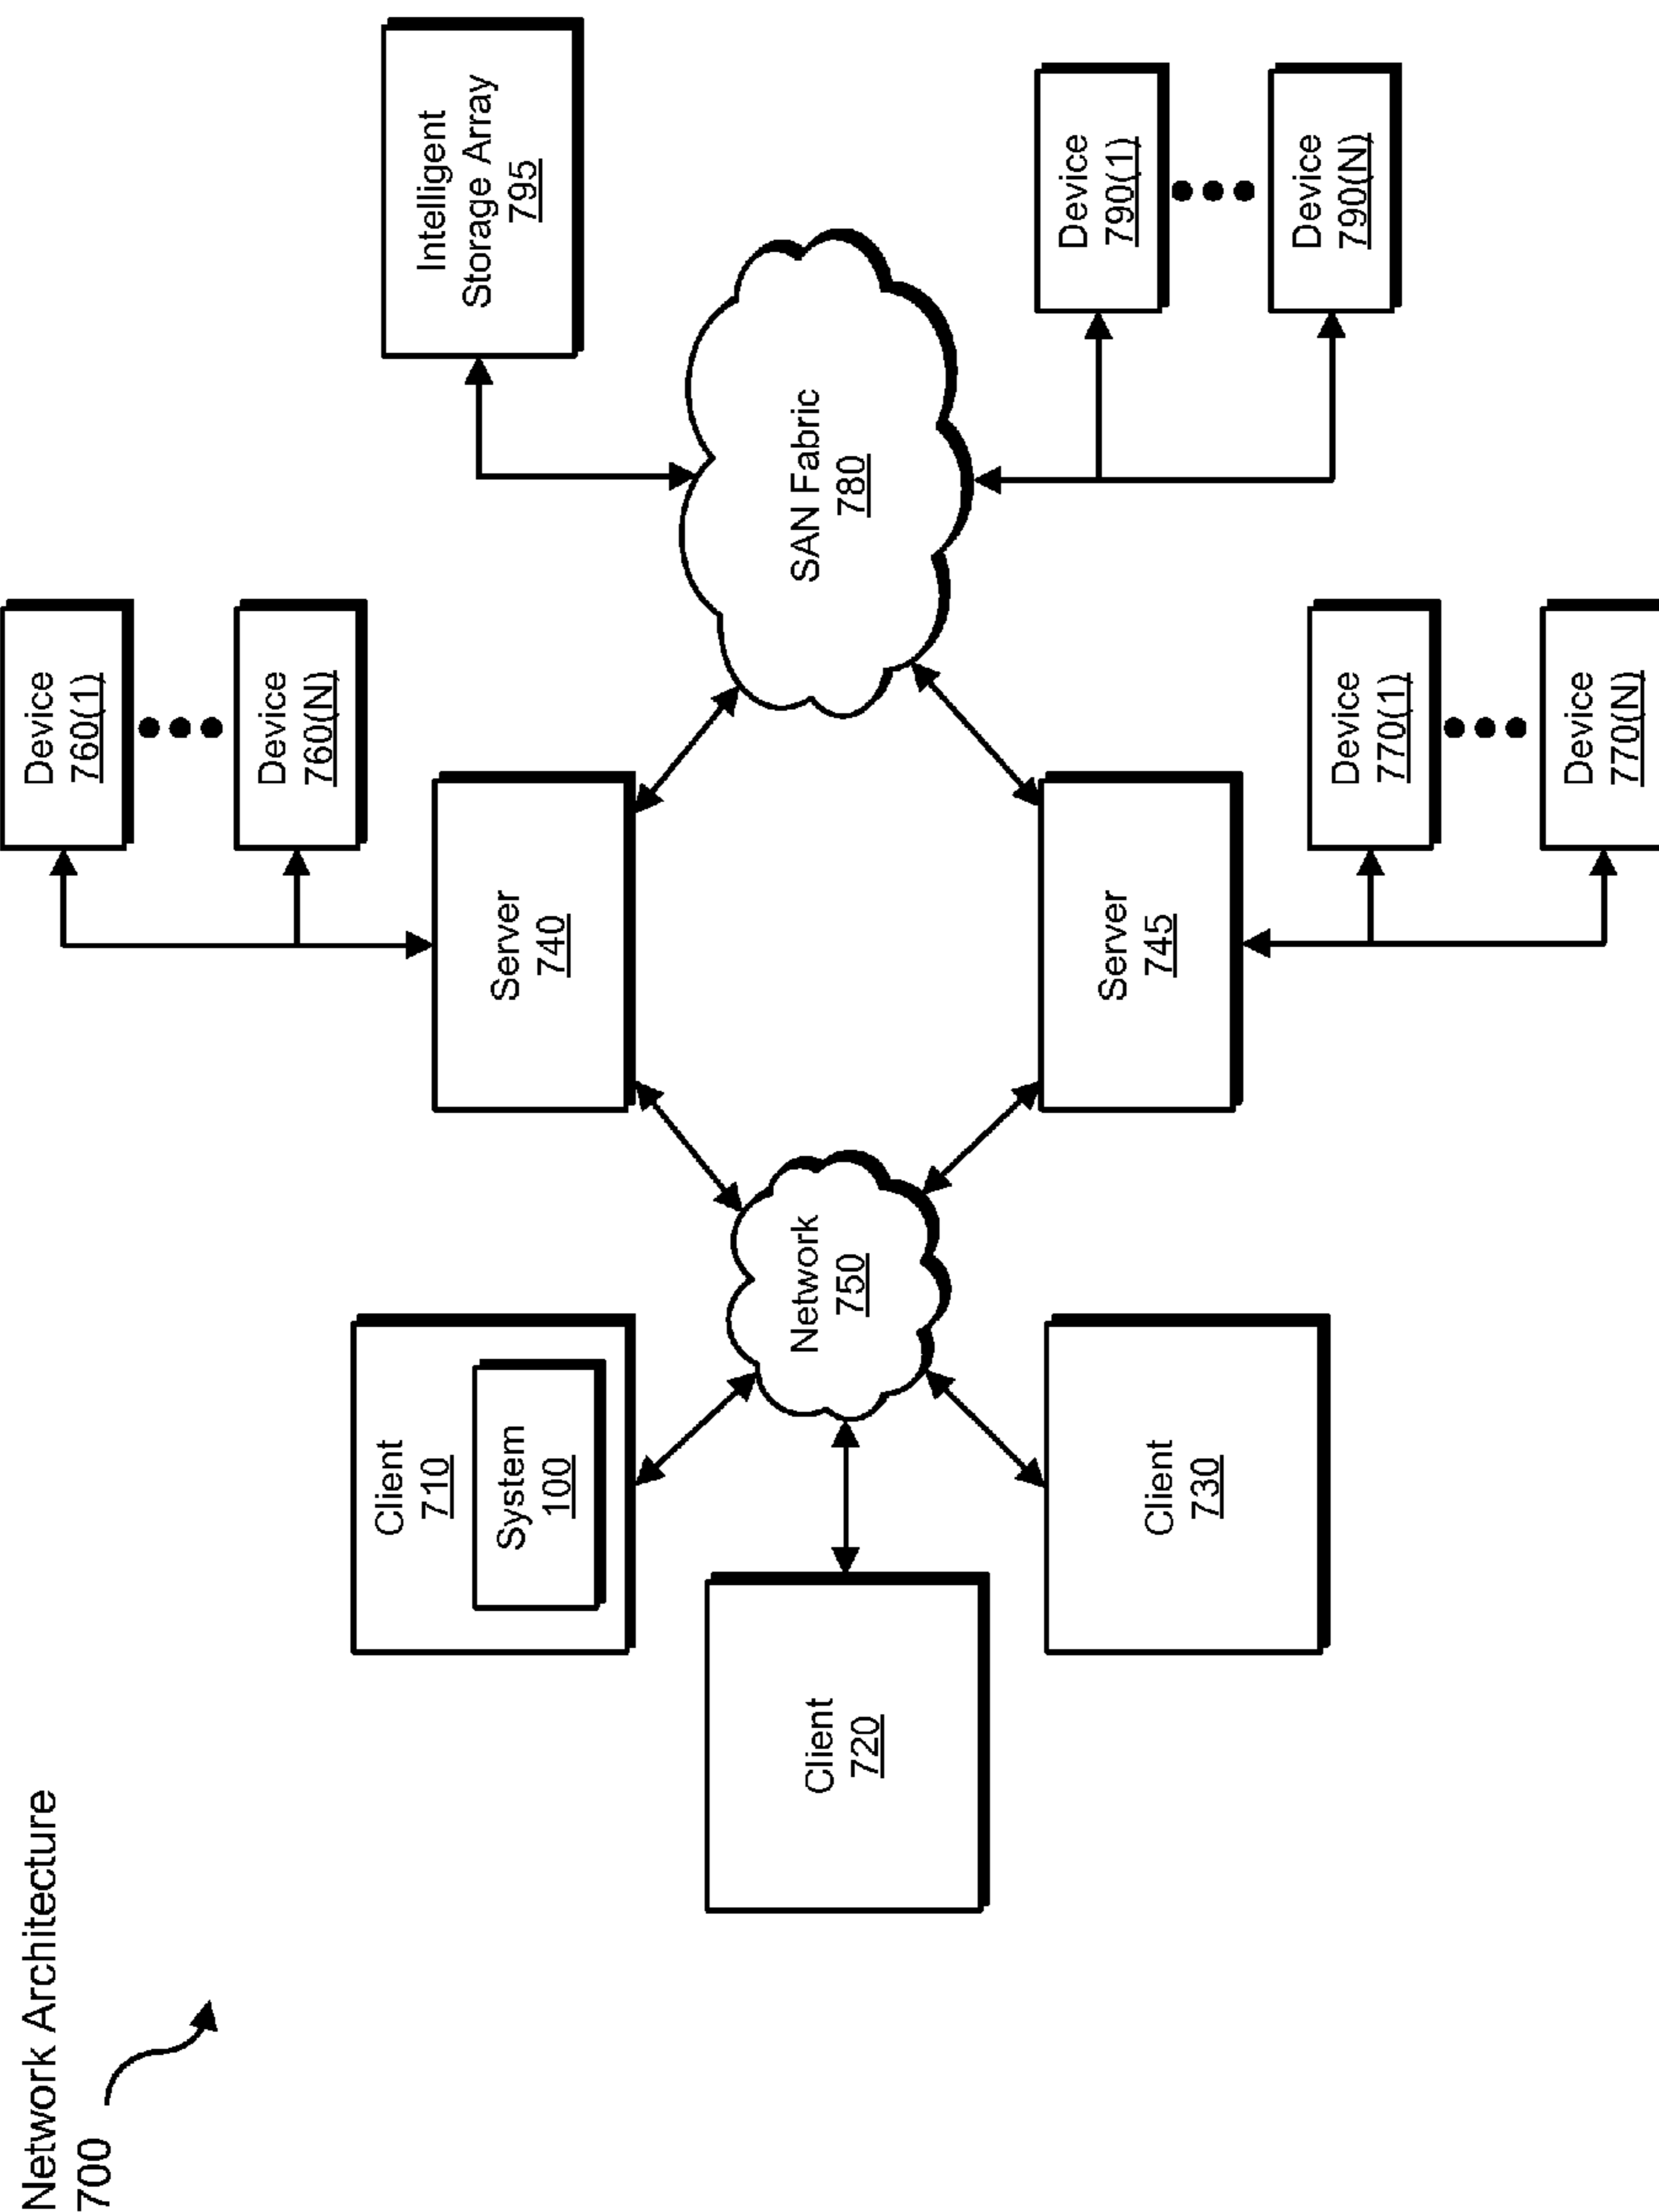 Network Architecture
700
Device
760(1)
Device
760(N)
Intelligent
Storage Array
795
Client
710
System
100
Server
740
Client
720
Network
750
SAN Fabric
780
Client
730
Server
745
Device
790(1)
Device
790(N)
Device
770(1)
Device
770(N)